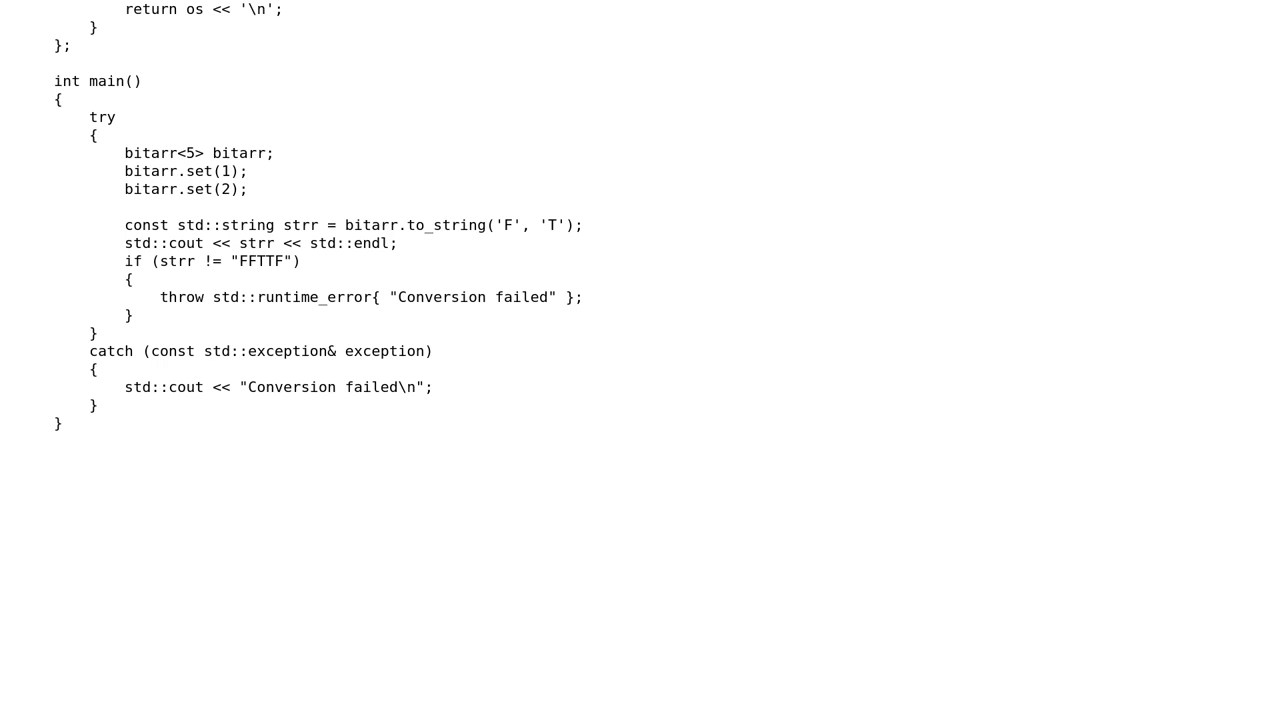 return os << '\n';
    }
};

int main()
{
    try
    {
        bitarr<5> bitarr;
        bitarr.set(1);
        bitarr.set(2);

        const std::string strr = bitarr.to_string('F', 'T');
        std::cout << strr << std::endl;
        if (strr != "FFTTF")
        {
            throw std::runtime_error{ "Conversion failed" };
        }
    }
    catch (const std::exception& exception)
    {
        std::cout << "Conversion failed\n";
    }
}